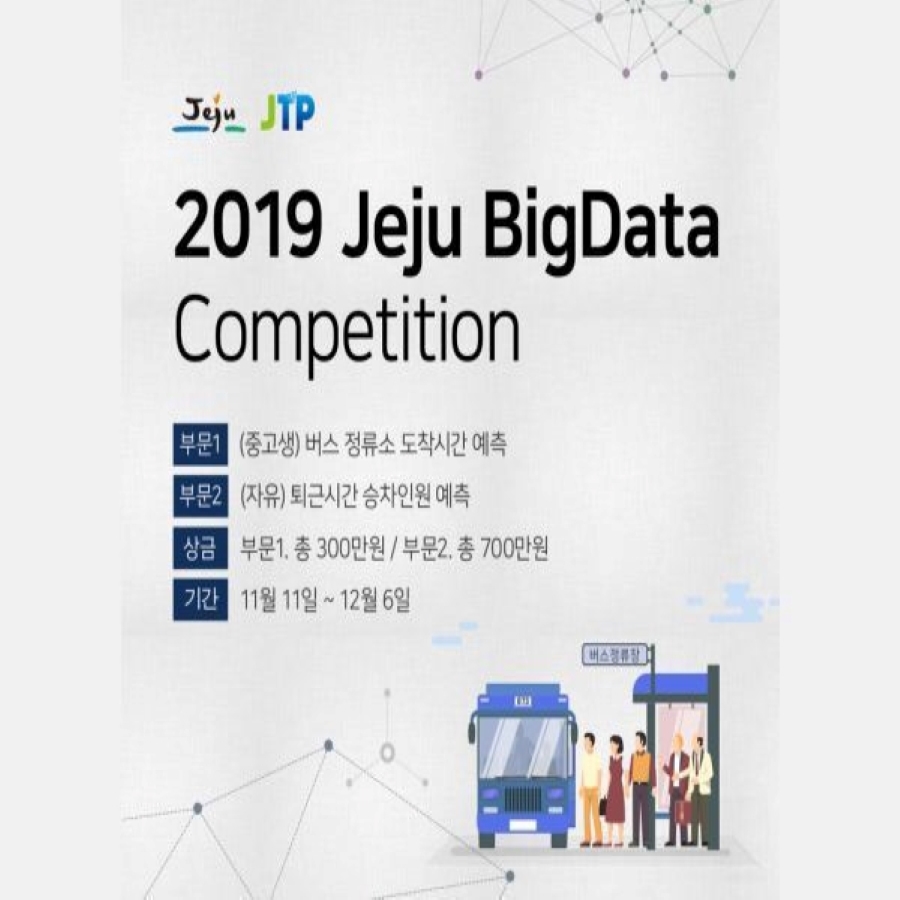 Jeju JTP
2019 Jeju BigData
Competition
부문1 (중고생) 버스 정류소 도착시간 예측
부문2 (자유) 퇴근시간 승차인원 예측
상금 부문1. 총 300만원 / 부문2. 총 700만원
기간 11월 11일 ~ 12월 6일
버스정류장